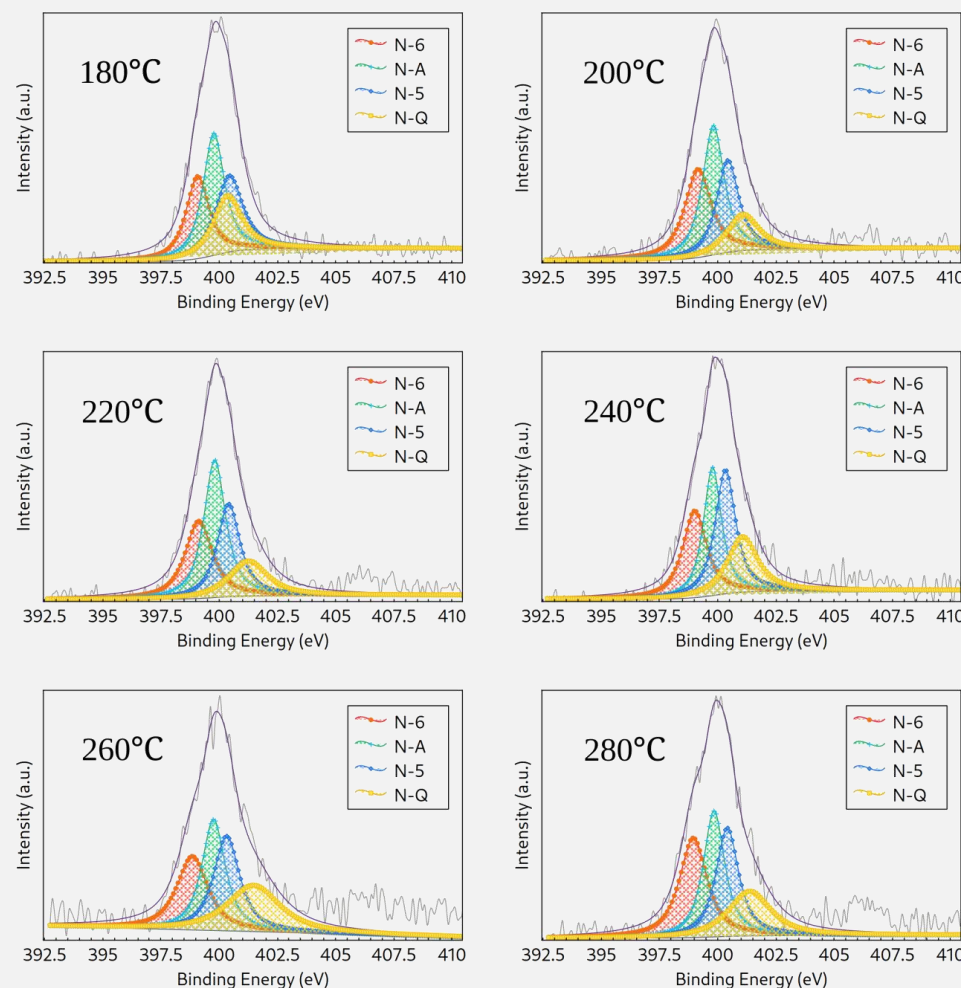 180℃
N-6
N-A
N-5
N-Q
Intensity (a.u.)
392.5 395 397.5 400 402.5 405 407.5 410
Binding Energy (eV)
200℃
N-6
N-A
N-5
N-Q
Intensity (a.u.)
392.5 395 397.5 400 402.5 405 407.5 410
Binding Energy (eV)
220℃
N-6
N-A
N-5
N-Q
Intensity (a.u.)
392.5 395 397.5 400 402.5 405 407.5 410
Binding Energy (eV)
240℃
N-6
N-A
N-5
N-Q
Intensity (a.u.)
392.5 395 397.5 400 402.5 405 407.5 410
Binding Energy (eV)
260℃
N-6
N-A
N-5
N-Q
Intensity (a.u.)
392.5 395 397.5 400 402.5 405 407.5 410
Binding Energy (eV)
280℃
N-6
N-A
N-5
N-Q
Intensity (a.u.)
392.5 395 397.5 400 402.5 405 407.5 410
Binding Energy (eV)